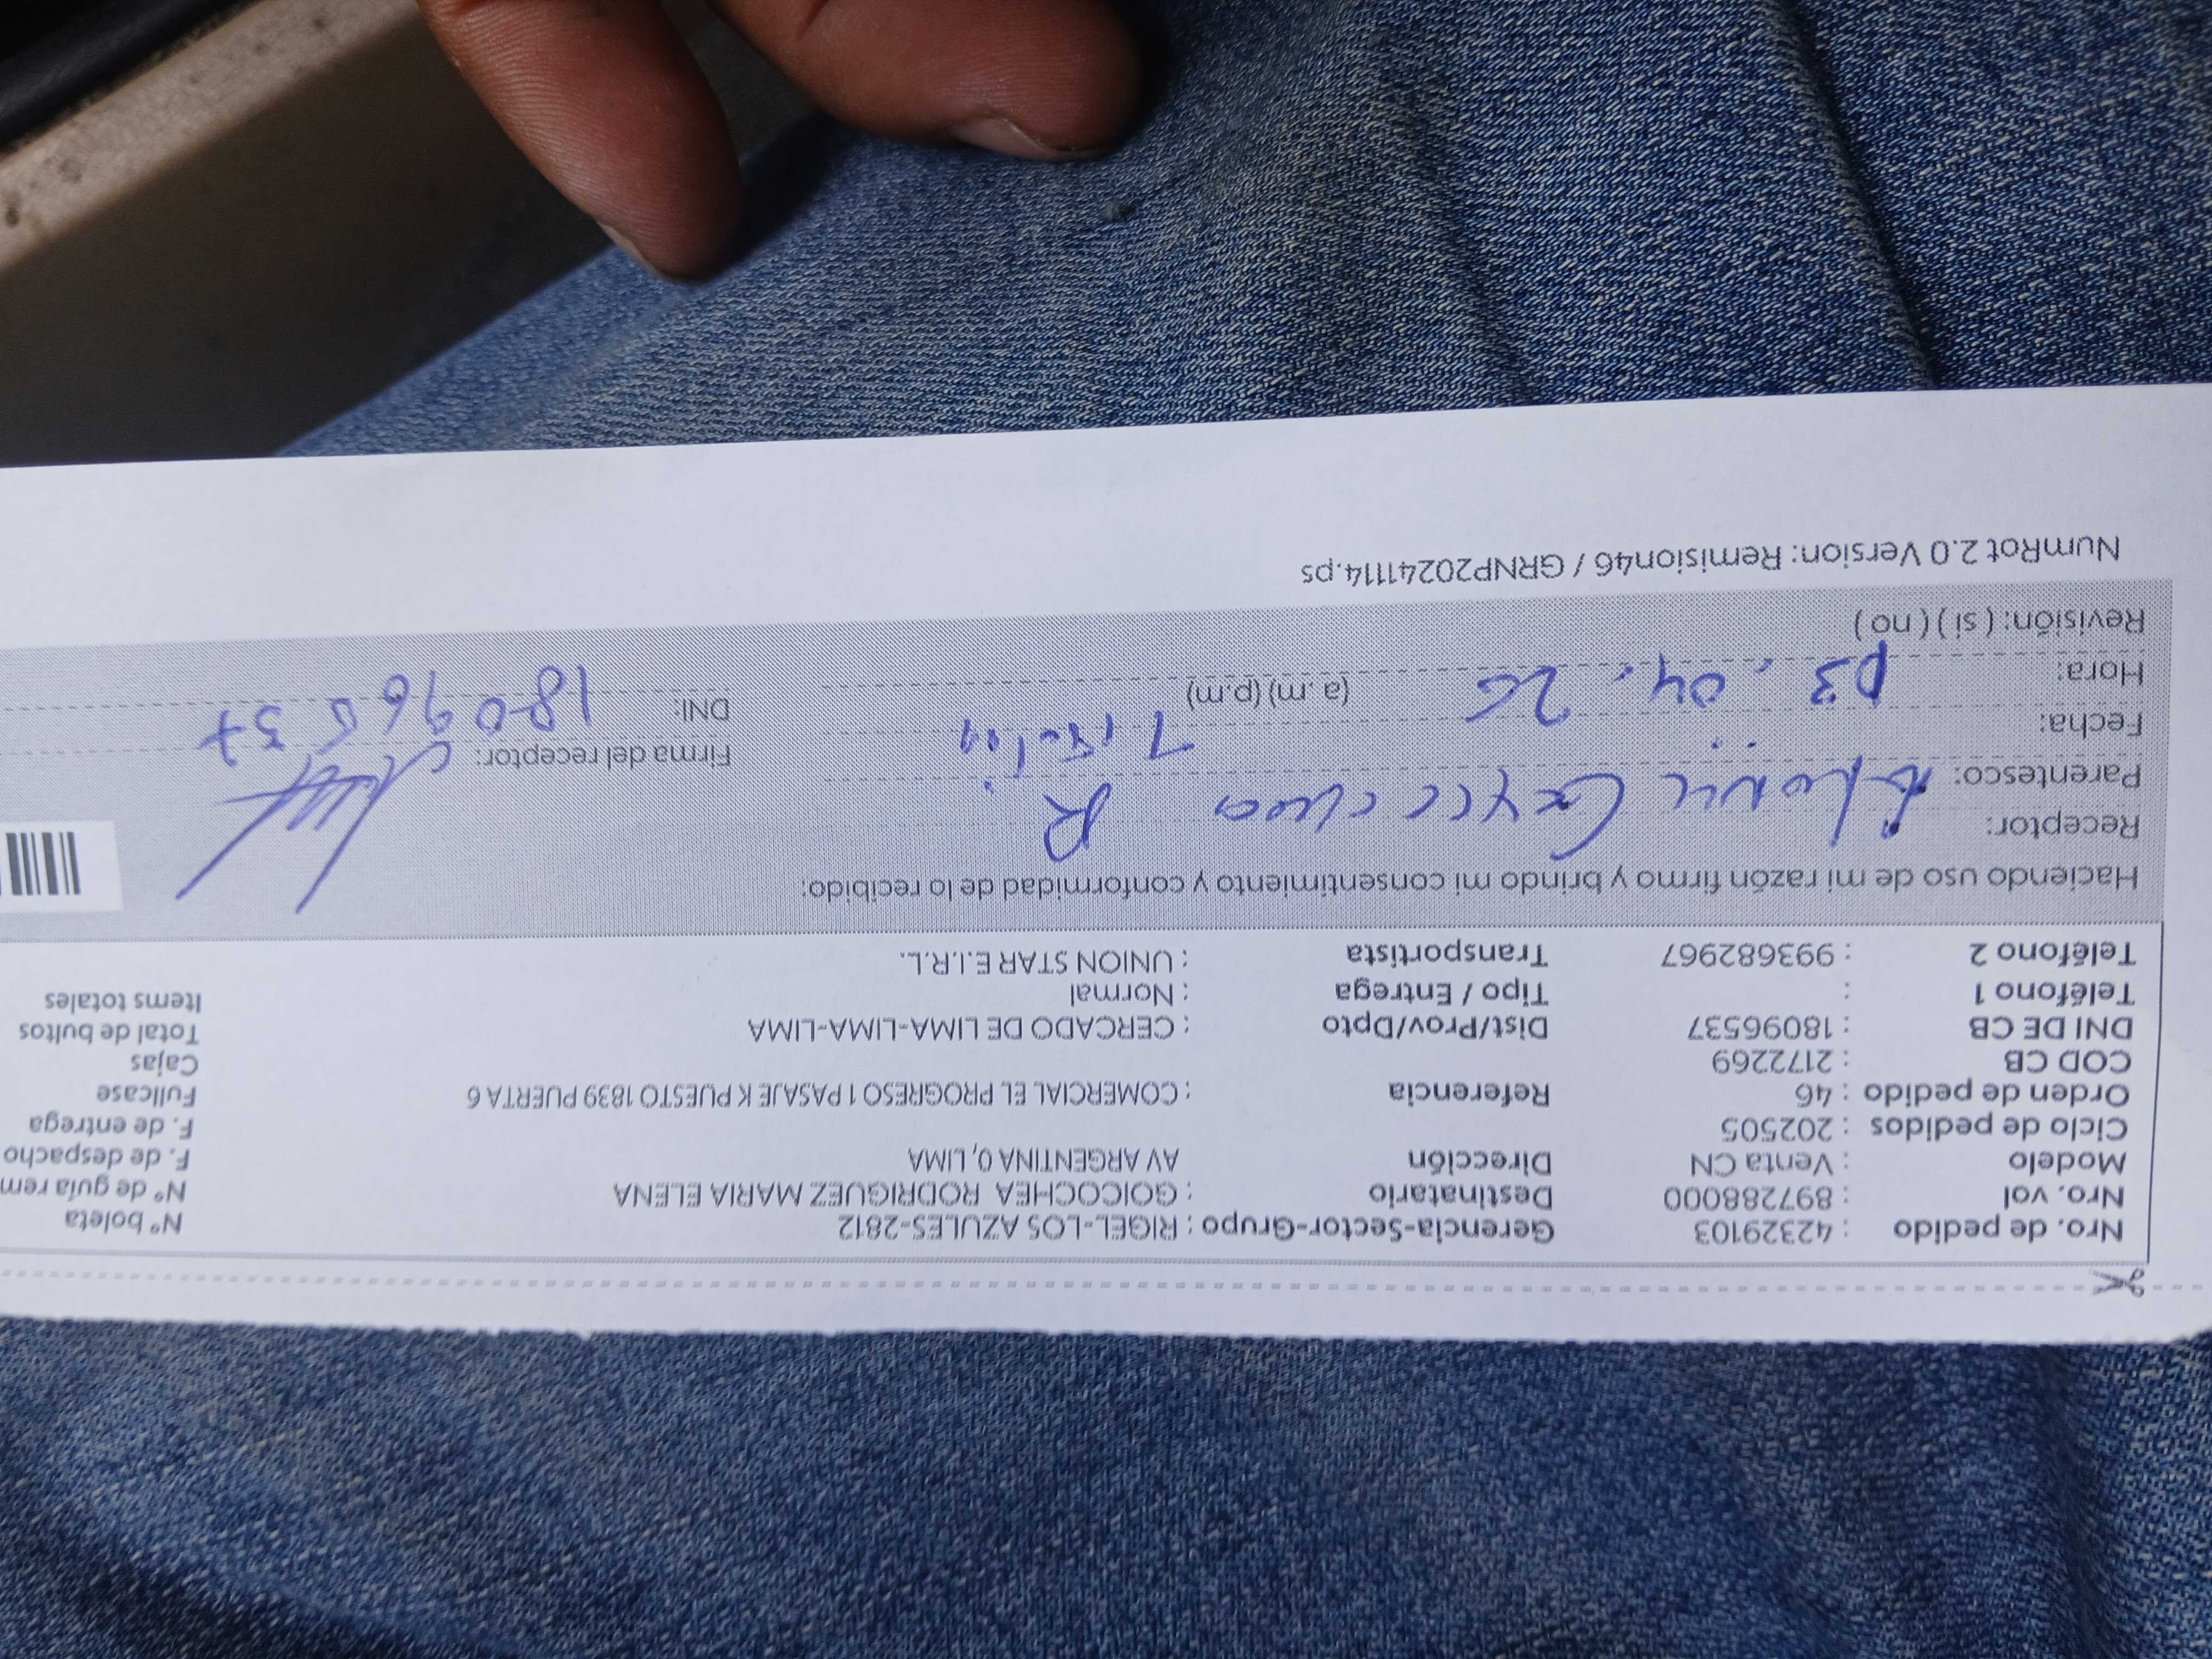 Nro. de pedido : 42329103 Gerencia-Sector-Grupo : RIGEL-LOS AZULES-2812 N° boleta
Nro. vol : 897288000 Destinatario : GOICOCHEA RODRIGUEZ MARIA ELENA N° de guía rem
Modelo : Venta CN Dirección AV ARGENTINA 0, LIMA F. de despacho
Ciclo de pedidos : 202505 F. de entrega
Orden de pedido : 46 Referencia : COMERCIAL EL PROGRESO 1 PASAJE K PUESTO 1839 PUERTA 6 Fullcase
COD CB : 2172269 Cajas
DNI DE CB : 18096537 Dist/Prov/Dpto : CERCADO DE LIMA-LIMA-LIMA Total de bultos
Teléfono 1 : Tipo / Entrega : Normal Items totales
Teléfono 2 : 993682967 Transportista : UNION STAR E.I.R.L.
Haciendo uso de mi razón firmo y brindo mi consentimiento y conformidad de lo recibido:
Receptor: R
Parentesco: Firma del receptor:
Fecha:
Hora: 03.04.25 (a.m) (p.m) DNI: 18096537
Revisión: ( si ) ( no )
NumRot 2.0 Version: Remision46 / GRNP20241114.ps